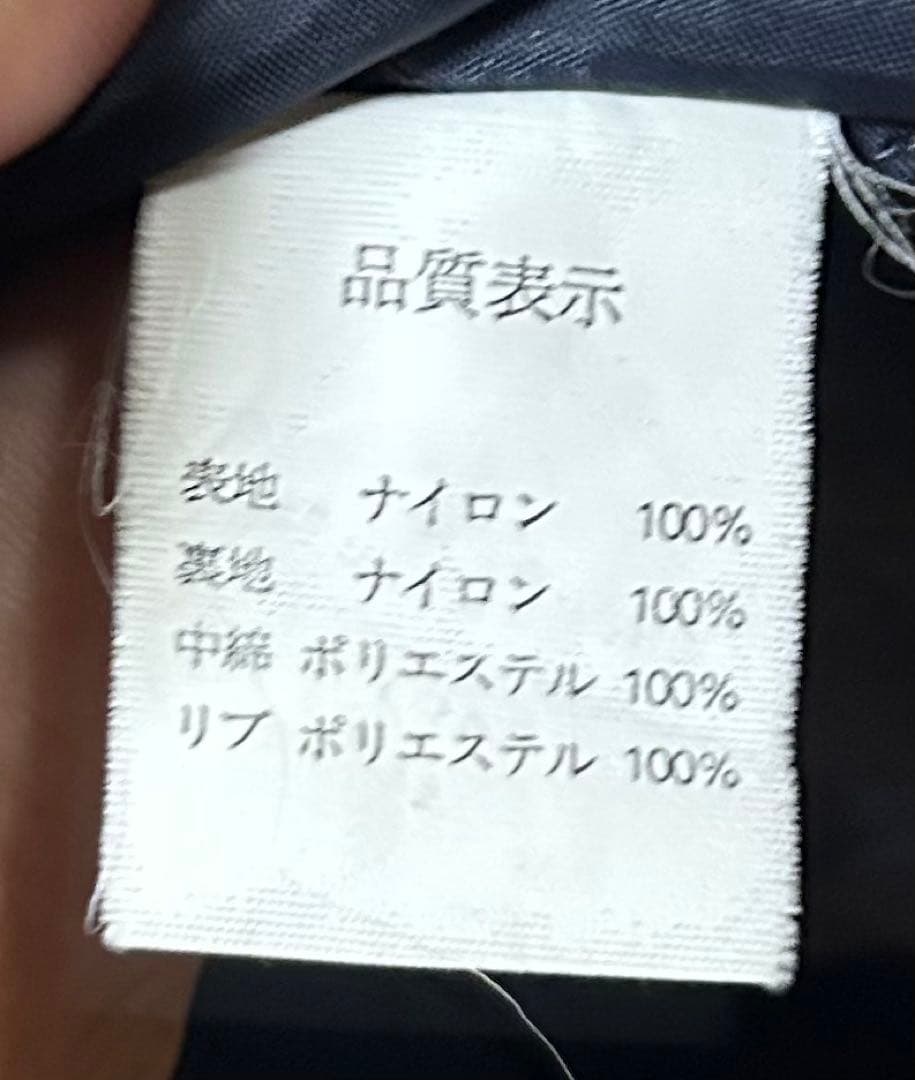 品質表示
表地 ナイロン 100%
裏地 ナイロン 100%
中綿 ポリエステル 100%
リブ ポリエステル 100%